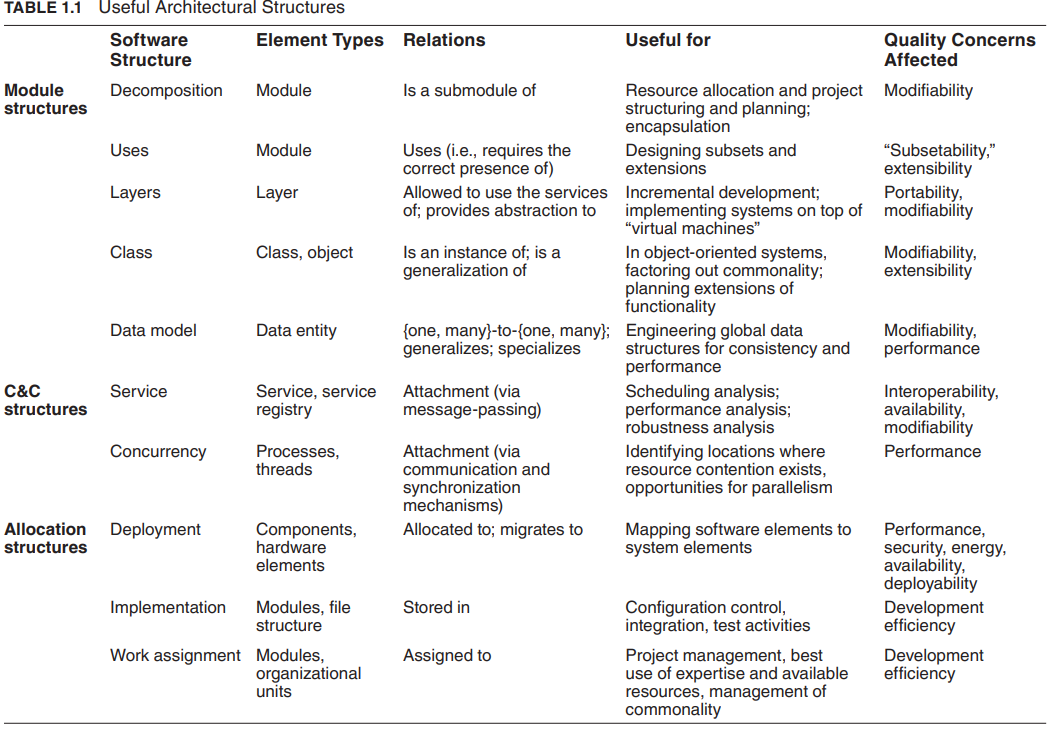 TABLE 1.1 Useful Architectural Structures
Software Structure | Element Types | Relations | Useful for | Quality Concerns Affected
Module structures | Decomposition | Module | Is a submodule of | Resource allocation and project structuring and planning; encapsulation | Modifiability
Uses | Module | Uses (i.e., requires the correct presence of) | Designing subsets and extensions | “Subsetability,” extensibility
Layers | Layer | Allowed to use the services of; provides abstraction to | Incremental development; implementing systems on top of “virtual machines” | Portability, modifiability
Class | Class, object | Is an instance of; is a generalization of | In object-oriented systems, factoring out commonality; planning extensions of functionality | Modifiability, extensibility
Data model | Data entity | {one, many}-to-{one, many}; generalizes; specializes | Engineering global data structures for consistency and performance | Modifiability, performance
C&C structures | Service | Service, service registry | Attachment (via message-passing) | Scheduling analysis; performance analysis; robustness analysis | Interoperability, availability, modifiability
Concurrency | Processes, threads | Attachment (via communication and synchronization mechanisms) | Identifying locations where resource contention exists, opportunities for parallelism | Performance
Allocation structures | Deployment | Components, hardware elements | Allocated to; migrates to | Mapping software elements to system elements | Performance, security, energy, availability, deployability
Implementation | Modules, file structure | Stored in | Configuration control, integration, test activities | Development efficiency
Work assignment | Modules, organizational units | Assigned to | Project management, best use of expertise and available resources, management of commonality | Development efficiency